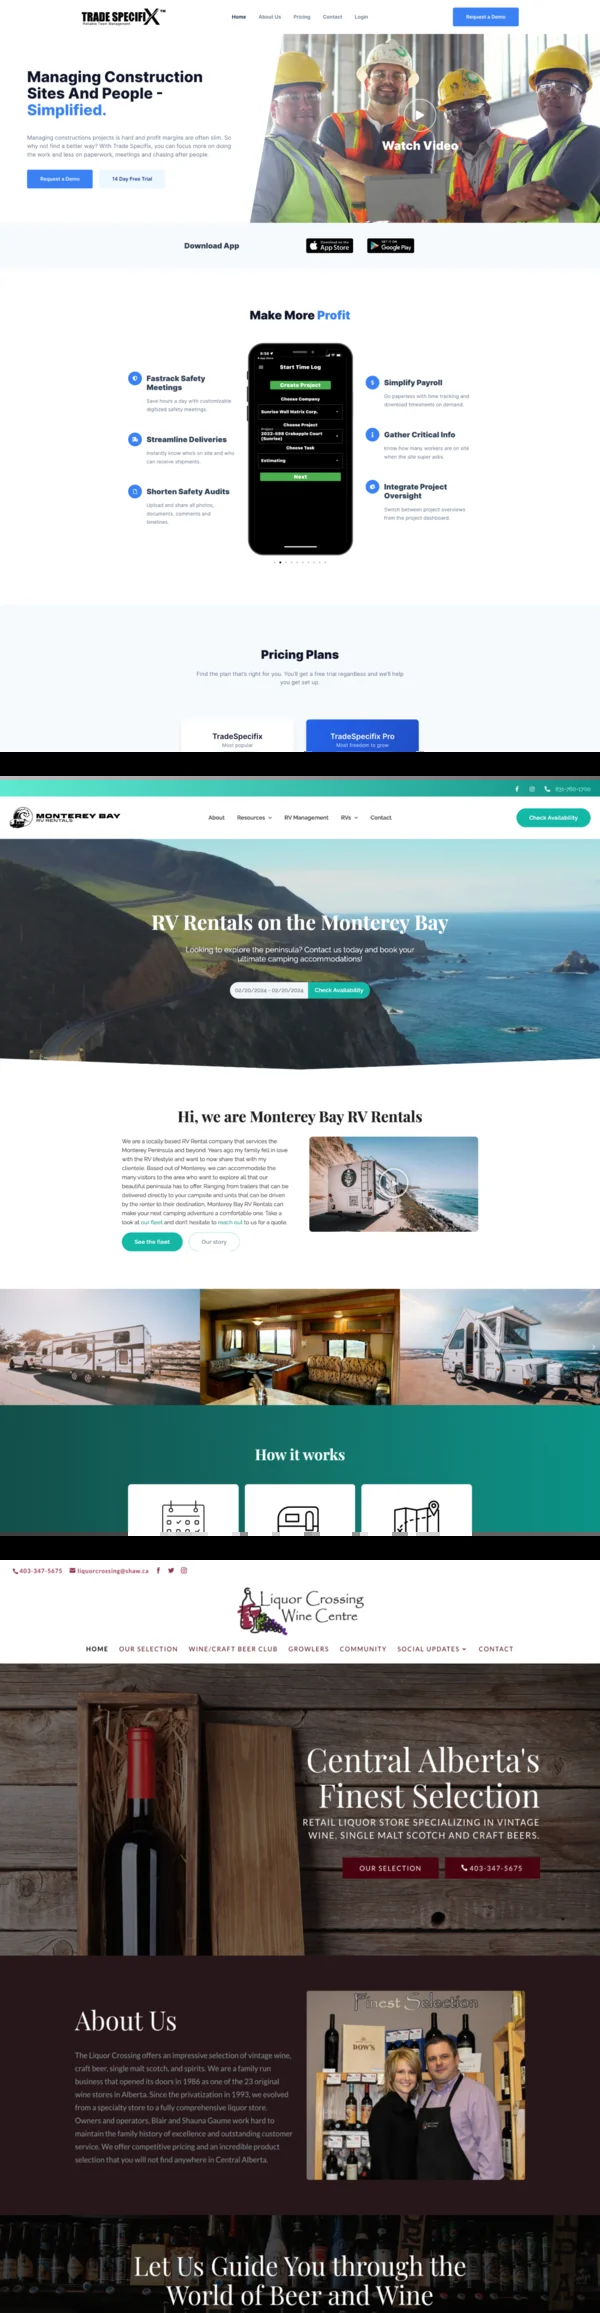 TRADE SPECIFIX™
Home About Us Pricing Contact Login
Request a Demo
Managing Construction
Sites And People -
Simplified.
Managing constructions projects is hard and profit margins are often slim. So
why not find a better way? With Trade Specifix, you can focus more on doing
the work and less on paperwork, meetings and chasing after people.
Request a Demo 14 Day Free Trial
Watch Video
Download App
Download on the
App Store
GET IT ON
Google Play
Make More Profit
Fastrack Safety
Meetings
Save hours a day with customizable
digitized safety meetings.
Streamline Deliveries
Instantly know who's on site and who
can receive shipments.
Shorten Safety Audits
Upload and share all photos,
documents, comments and
timelines.
Start Time Log
Create Project
Choose Company
Sunrise Wall Matrix Corp.
Choose Project
Project
2022-098 Crabapple Court
(Sunrise)
Choose Task
Estimating
Next
Simplify Payroll
Go paperless with time tracking and
download timesheets on demand.
Gather Critical Info
Know how many workers are on site
when the site super asks.
Integrate Project
Oversight
Switch between project overviews
from the project dashboard.
Pricing Plans
Find the plan that's right for you. You'll get a free trial regardless and we'll help
you get set up.
TradeSpecifix
Most popular
TradeSpecifix Pro
Most freedom to grow
831-760-1700
MONTEREY BAY
RV RENTALS
About Resources RV Management RVs Contact
Check Availability
RV Rentals on the Monterey Bay
Looking to explore the peninsula? Contact us today and book your
ultimate camping accommodations!
02/20/2024 - 02/20/2024 Check Availability
Hi, we are Monterey Bay RV Rentals
We are a locally based RV Rental company that services the
Monterey Peninsula and beyond. Years ago my family fell in love
with the RV lifestyle and want to now share that with my
clientele. Based out of Monterey, we can accommodate the
many visitors to the area who want to explore all that our
beautiful peninsula has to offer. Ranging from trailers that can be
delivered directly to your campsite and units that can be driven
by the renter to their destination, Monterey Bay RV Rentals can
make your next camping adventure a comfortable one. Take a
look at our fleet and don't hesitate to reach out to us for a quote.
See the fleet Our story
How it works
403-347-5675 liquorcrossing@shaw.ca
Liquor Crossing
Wine Centre
HOME OUR SELECTION WINE/CRAFT BEER CLUB GROWLERS COMMUNITY SOCIAL UPDATES CONTACT
Central Alberta's
Finest Selection
RETAIL LIQUOR STORE SPECIALIZING IN VINTAGE
WINE, SINGLE MALT SCOTCH AND CRAFT BEERS.
OUR SELECTION 403-347-5675
About Us
The Liquor Crossing offers an impressive selection of vintage wine,
craft beer, single malt scotch, and spirits. We are a family run
business that opened its doors in 1986 as one of the 23 original
wine stores in Alberta. Since the privatization in 1993, we evolved
from a specialty store to a fully comprehensive liquor store.
Owners and operators, Blair and Shauna Gaume work hard to
maintain the family history of excellence and outstanding customer
service. We offer competitive pricing and an incredible product
selection that you will not find anywhere in Central Alberta.
Finest Selection
DOW'S
Let Us Guide You through the
World of Beer and Wine